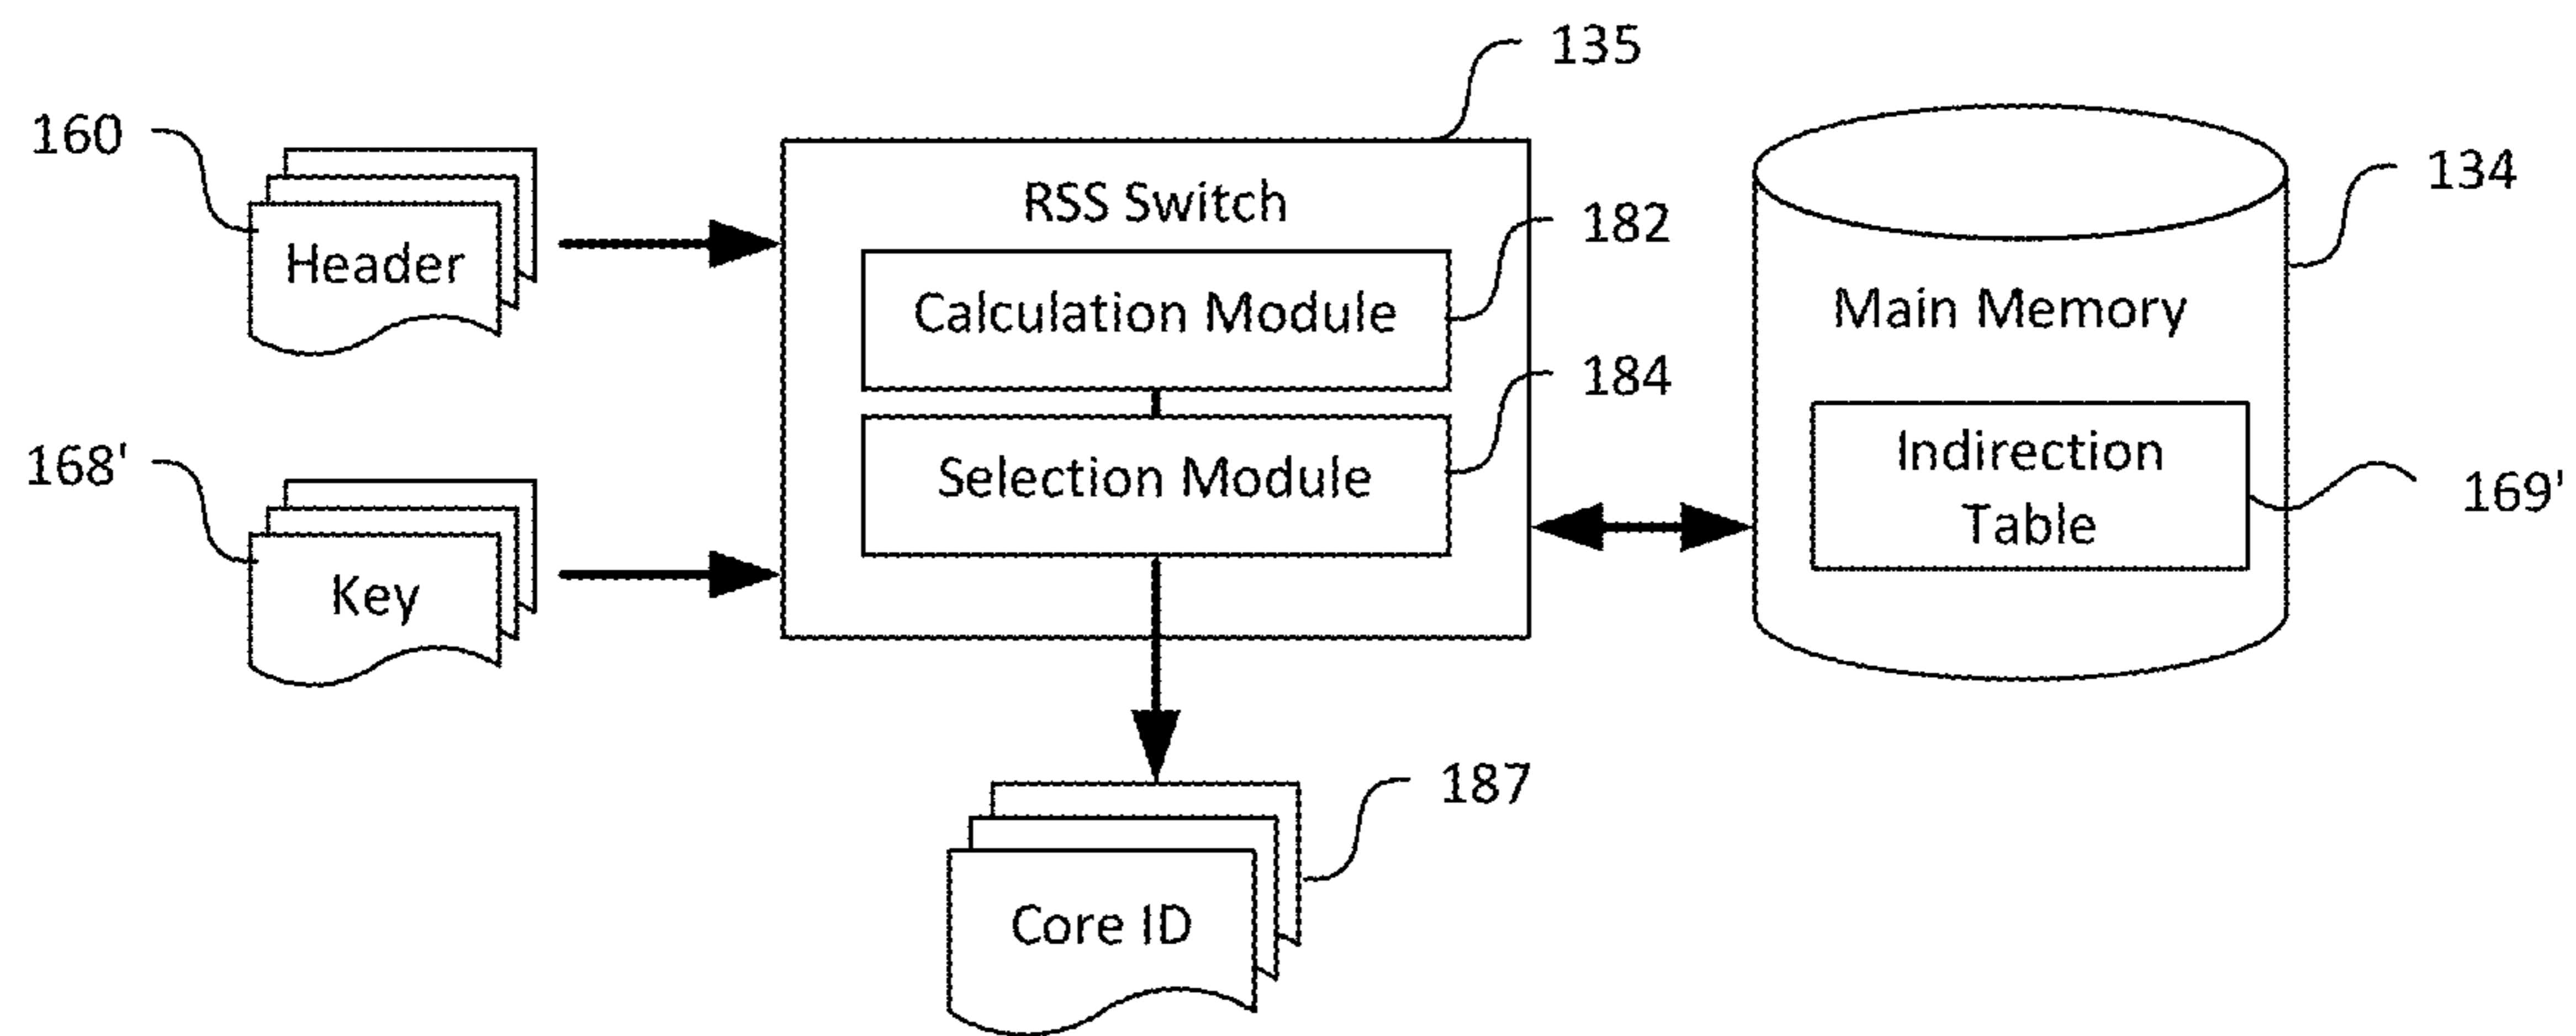 135
160
Header
RSS Switch
182
134
Calculation Module
Main Memory
184
168'
Selection Module
Indirection
Table
169'
Key
187
Core ID